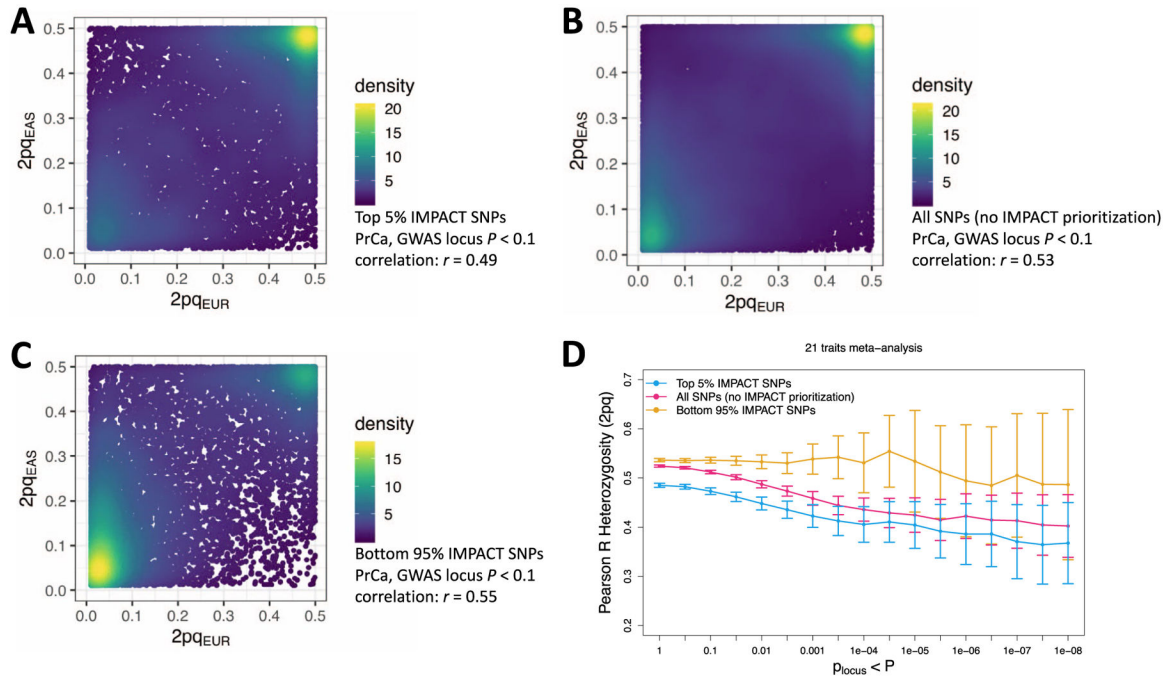 A
0.5
0.4
0.3
0.2
0.1
0.0
2pqEAS
0.0 0.1 0.2 0.3 0.4 0.5
2pqEUR
density
20
15
10
5
Top 5% IMPACT SNPs
PrCa, GWAS locus P < 0.1
correlation: r = 0.49
B
0.5
0.4
0.3
0.2
0.1
0.0
2pqEAS
0.0 0.1 0.2 0.3 0.4 0.5
2pqEUR
density
20
15
10
5
All SNPs (no IMPACT prioritization)
PrCa, GWAS locus P < 0.1
correlation: r = 0.53
C
0.5
0.4
0.3
0.2
0.1
0.0
2pqEAS
0.0 0.1 0.2 0.3 0.4 0.5
2pqEUR
density
15
10
5
Bottom 95% IMPACT SNPs
PrCa, GWAS locus P < 0.1
correlation: r = 0.55
D
21 traits meta−analysis
Top 5% IMPACT SNPs
All SNPs (no IMPACT prioritization)
Bottom 95% IMPACT SNPs
0.7
0.6
0.5
0.4
0.3
0.2
Pearson R Heterozygosity (2pq)
1 0.1 0.01 0.001 1e−04 1e−05 1e−06 1e−07 1e−08
plocus < P